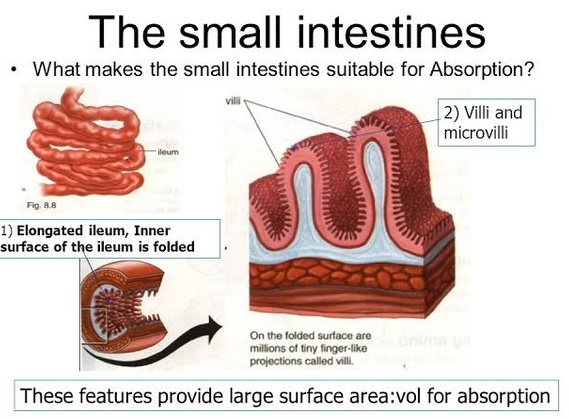 The small intestines
• What makes the small intestines suitable for Absorption?
villi
2) Villi and
microvilli
ileum
Fig. 8.8
1) Elongated ileum, Inner
surface of the ileum is folded
On the folded surface are
millions of tiny finger-like
projections called villi.
These features provide large surface area:vol for absorption